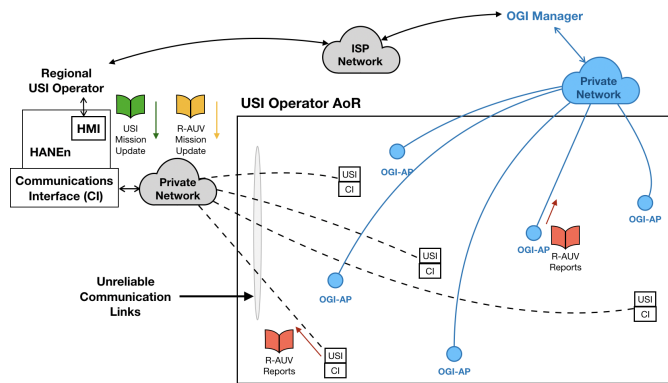 OGI Manager
ISP
Network
Regional
USI Operator
Private
Network
USI Operator AoR
HMI
HANEn
USI
Mission
Update
R-AUV
Mission
Update
Communications
Interface (CI)
Private
Network
USI
CI
OGI-AP
OGI-AP
OGI-AP
R-AUV
Reports
USI
CI
Unreliable
Communication
Links
OGI-AP
USI
CI
R-AUV
Reports
USI
CI
OGI-AP